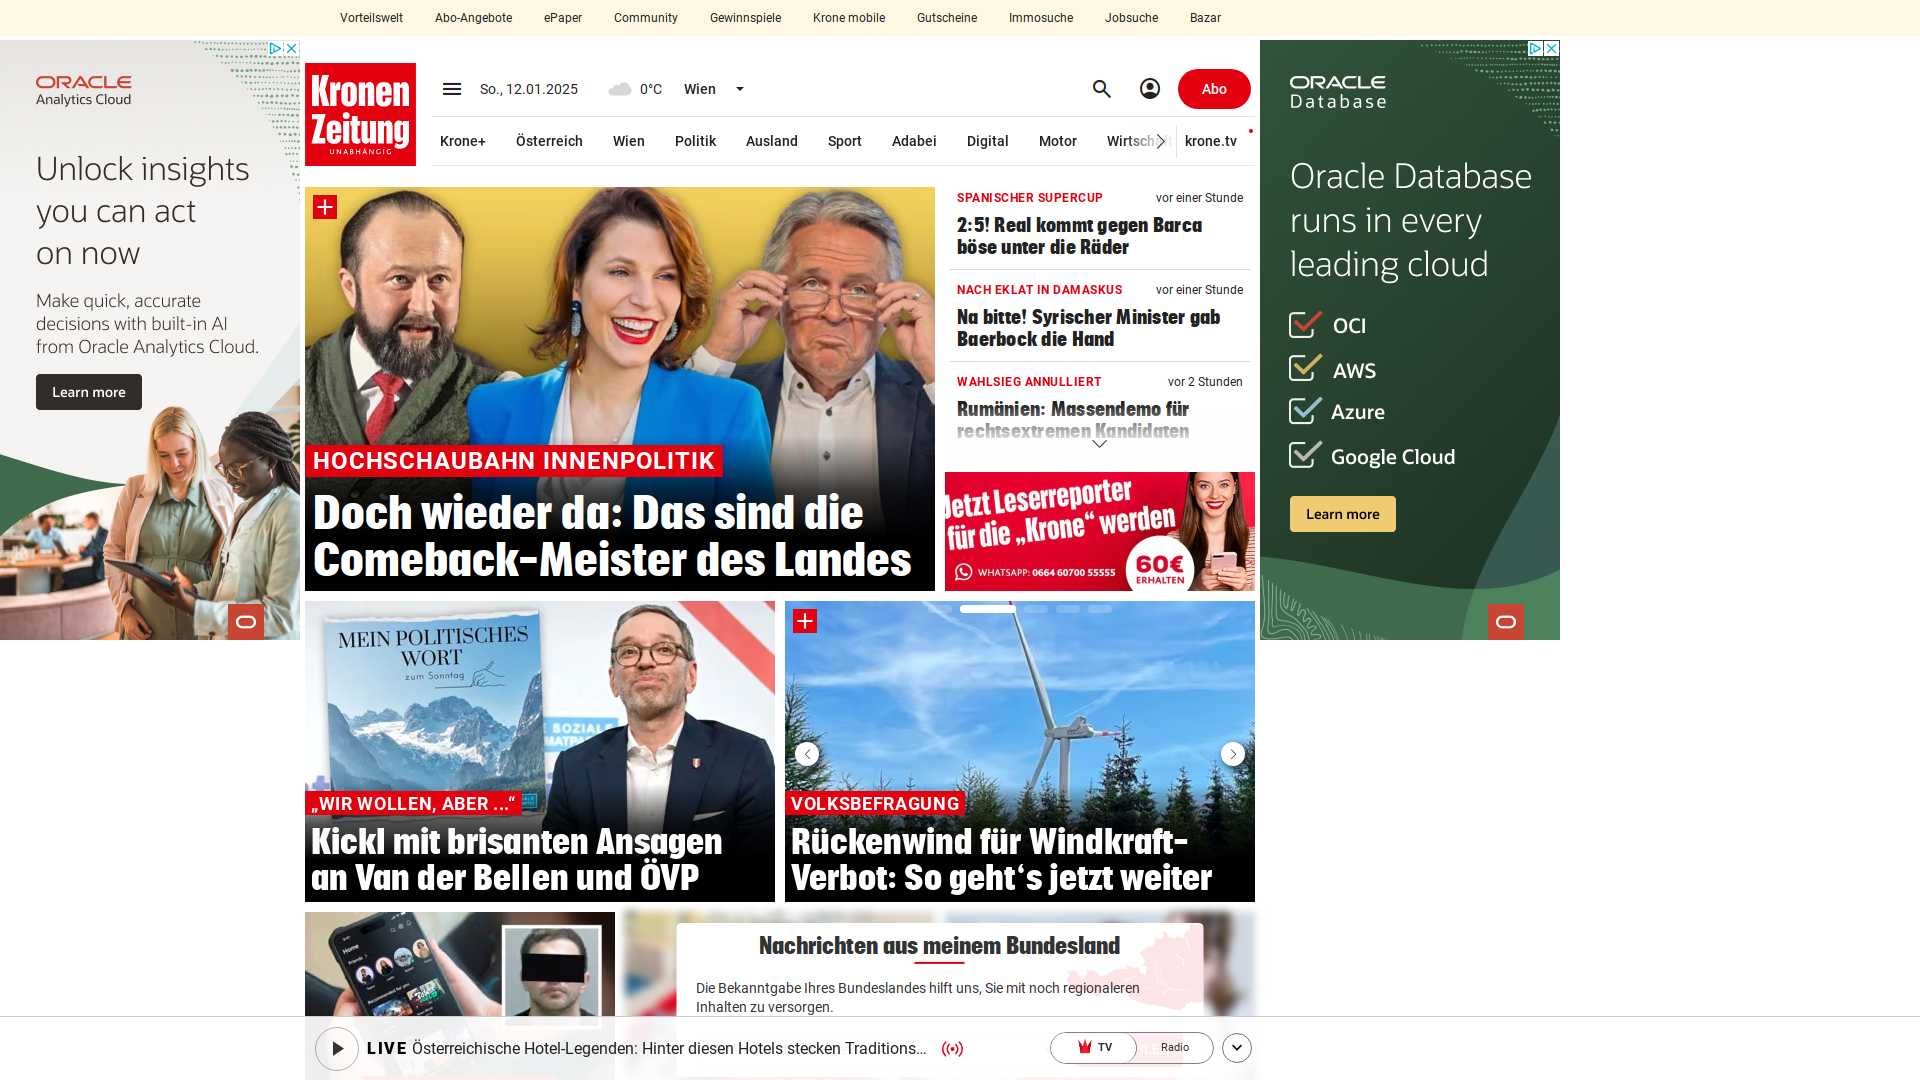 Vorteilswelt
Abo-Angebote
ePaper
Community
Gewinnspiele
Krone mobile
Gutscheine
Immosuche
Jobsuche
Bazar
ORACLE
Analytics Cloud
Unlock insights
you can act
on now
Make quick, accurate
decisions with built-in AI
from Oracle Analytics Cloud.
Learn more
Kronen
Zeitung
UNABHÄNGIG
So., 12.01.2025
0°C
Wien
Abo
Krone+
Österreich
Wien
Politik
Ausland
Sport
Adabei
Digital
Motor
Wirtsch
krone.tv
HOCHSCHAUBAHN INNENPOLITIK
Doch wieder da: Das sind die
Comeback-Meister des Landes
SPANISCHER SUPERCUP
vor einer Stunde
2:5! Real kommt gegen Barca
böse unter die Räder
NACH EKLAT IN DAMASKUS
vor einer Stunde
Na bitte! Syrischer Minister gab
Baerbock die Hand
WAHLSIEG ANNULLIERT
vor 2 Stunden
Rumänien: Massendemo für
rechtsextremen Kandidaten
Jetzt Leserreporter
für die „Krone“ werden
WHATSAPP: 0664 60700 55555
60€
ERHALTEN
ORACLE
Database
Oracle Database
runs in every
leading cloud
OCI
AWS
Azure
Google Cloud
Learn more
MEIN POLITISCHES
WORT
zum Sonntag
E SOZIALE
„WIR WOLLEN, ABER ...“
Kickl mit brisanten Ansagen
an Van der Bellen und ÖVP
VOLKSBEFRAGUNG
Rückenwind für Windkraft-
Verbot: So geht‘s jetzt weiter
Home
Nachrichten aus meinem Bundesland
Die Bekanntgabe Ihres Bundeslandes hilft uns, Sie mit noch regionaleren
Inhalten zu versorgen.
LIVE Österreichische Hotel-Legenden: Hinter diesen Hotels stecken Traditions...
TV
Radio